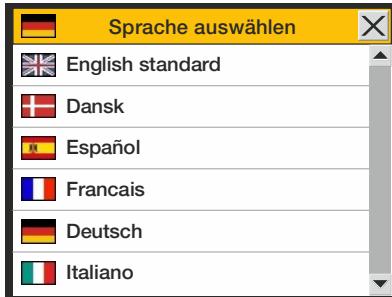 Sprache auswählen
English standard
Dansk
Español
Francais
Deutsch
Italiano